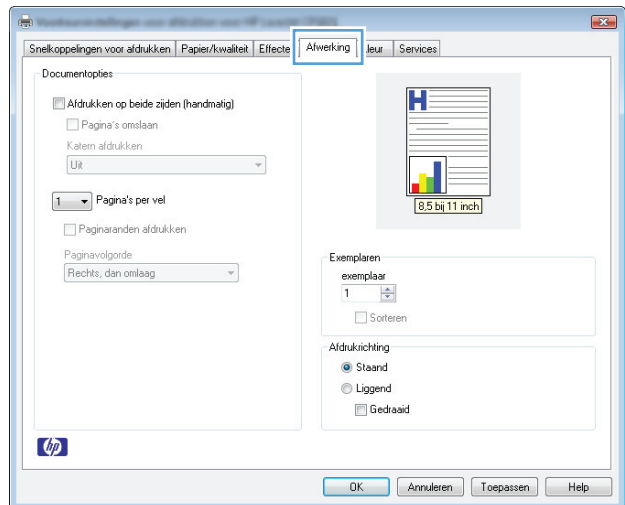 Snelkoppelingen voor afdrukken Papier/kwaliteit Effecte Afwerking leur Services
Documentopties
Afdrukken op beide zijden (handmatig)
Pagina's omslaan
Katern afdrukken
Uit
1 Pagina's per vel
Paginaranden afdrukken
Paginavolgorde
Rechts, dan omlaag
H
8,5 bij 11 inch
Exemplaren
exemplaar
1
Sorteren
Afdrukrichting
Staand
Liggend
Gedraaid
hp
OK Annuleren Toepassen Help